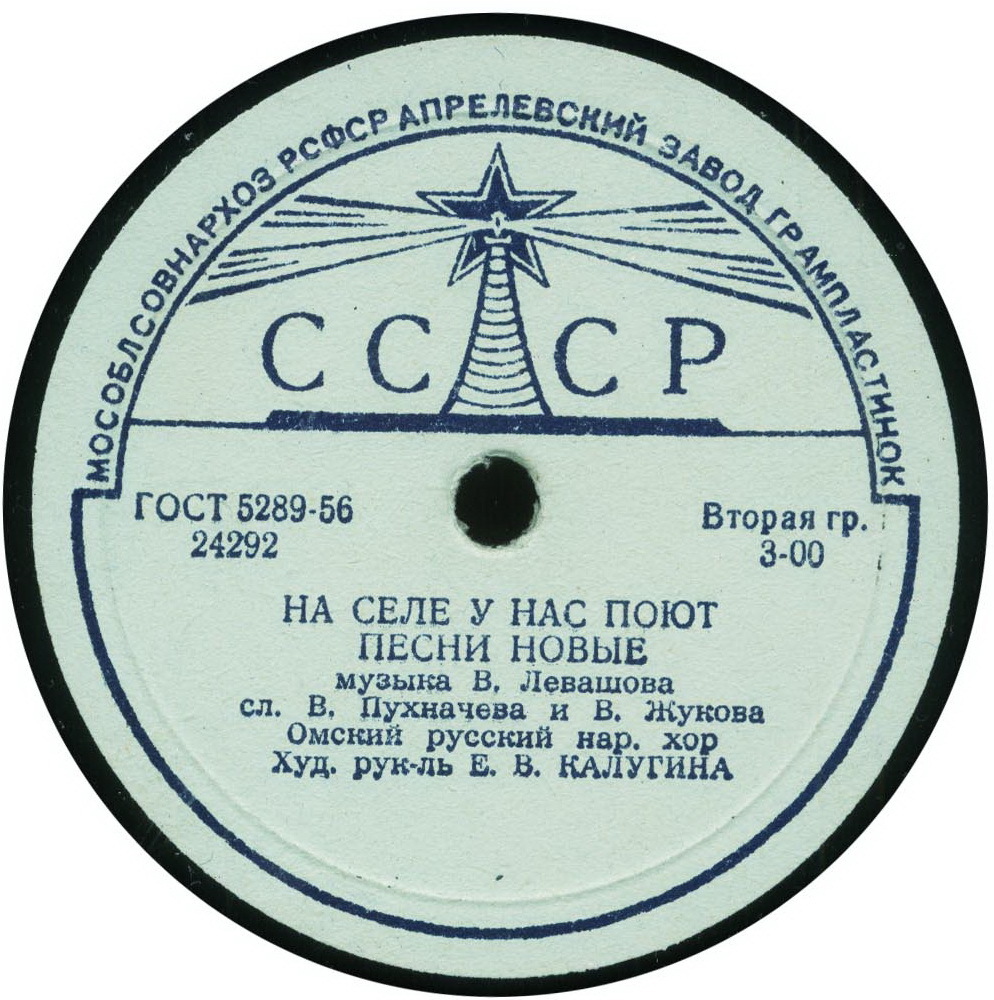 МОСОБЛСОВНАРХОЗ РСФСР АПРЕЛЕВСКИЙ ЗАВОД ГРАМПЛАСТИНОК
СССР
ГОСТ 5289-56
24292
Вторая гр.
3-00
НА СЕЛЕ У НАС ПОЮТ
ПЕСНИ НОВЫЕ
музыка В. Левашова
сл. В. Пухначева и В. Жукова
Омский русский нар. хор
Худ. рук-ль Е. В. КАЛУГИНА